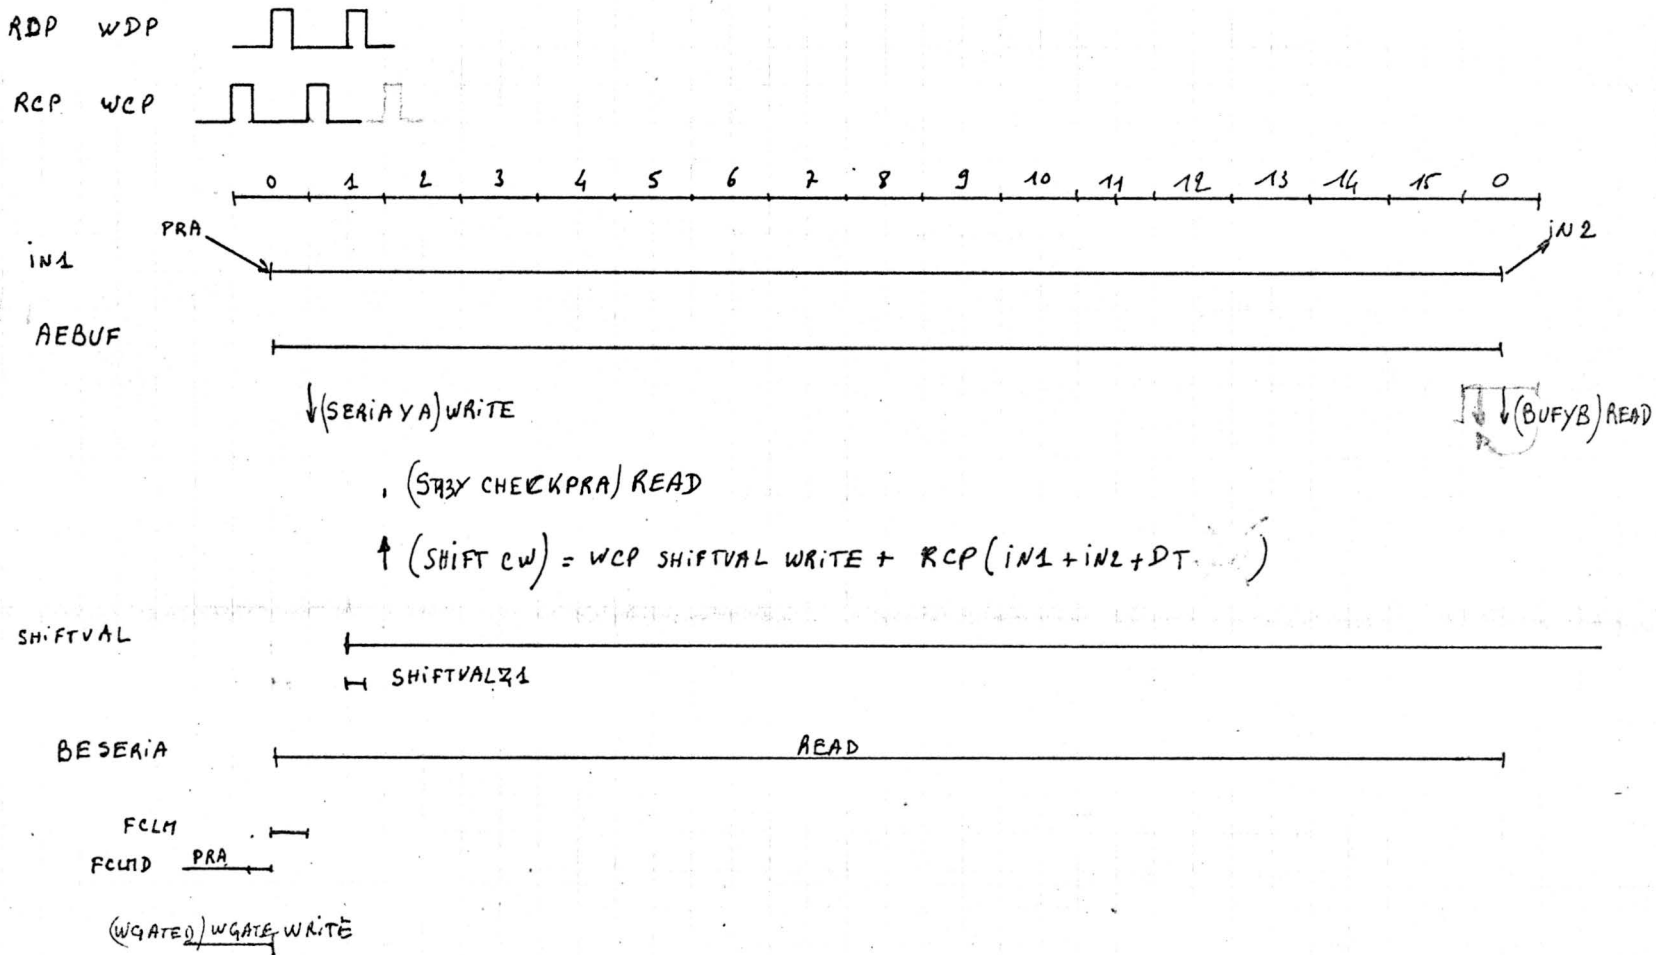 RDP WDP
RCP WCP
0 1 2 3 4 5 6 7 8 9 10 11 12 13 14 15 0
PRA
iN2
iN1
AEBUF
(SERiAYA) WRiTE
(BUFYB) READ
CHECKPRA) READ
(SHiFT CW) = WCP SHiFTVAL WRiTE + RCP (iN1 + iN2 + DT )
SHiFTVAL
SHiFTVALZ1
BESERiA READ
FCLM
PRA
(WGATED) WGATE WRiTE